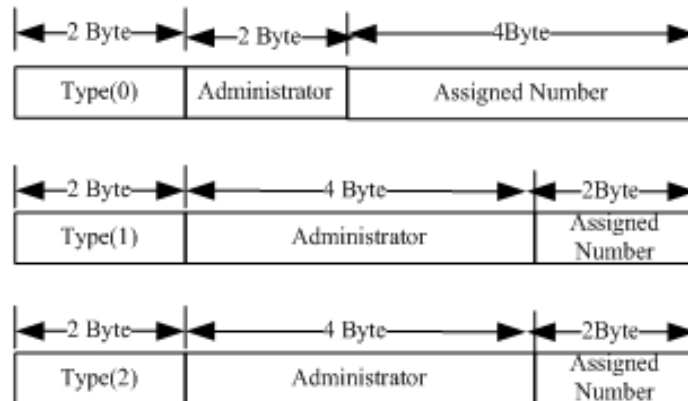 2 Byte 2 Byte 4Byte
Type(0) Administrator Assigned Number
2 Byte 4 Byte 2Byte
Type(1) Administrator Assigned
Number
2 Byte 4 Byte 2Byte
Type(2) Administrator Assigned
Number